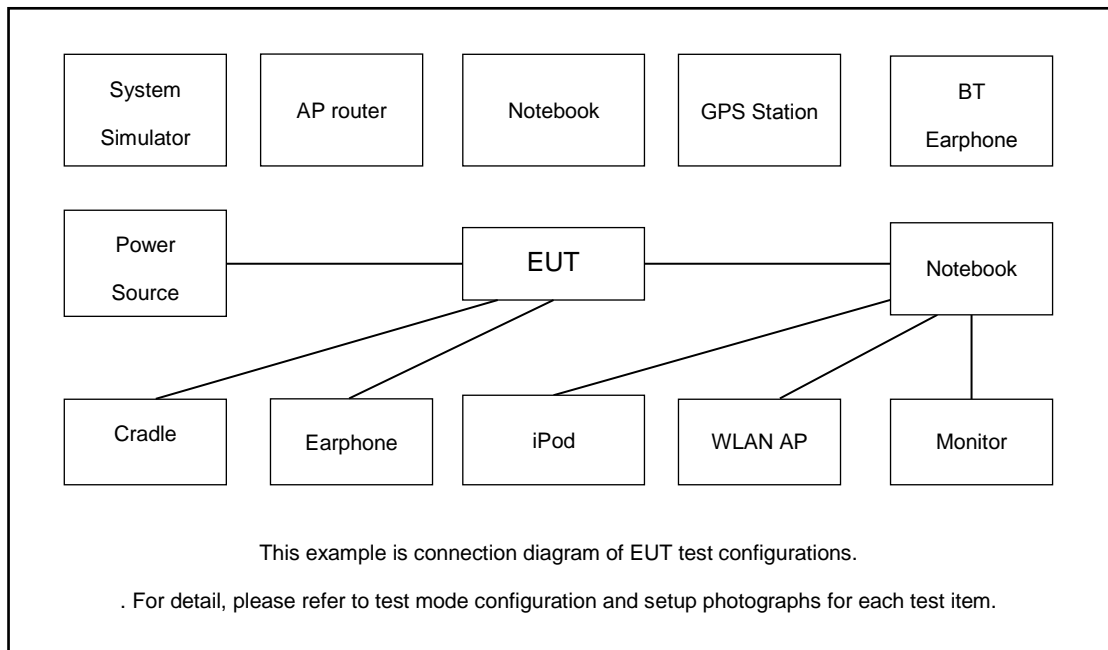 System
Simulator
AP router
Notebook
GPS Station
BT
Earphone
Power
Source
EUT
Notebook
Cradle
Earphone
iPod
WLAN AP
Monitor
This example is connection diagram of EUT test configurations.
. For detail, please refer to test mode configuration and setup photographs for each test item.